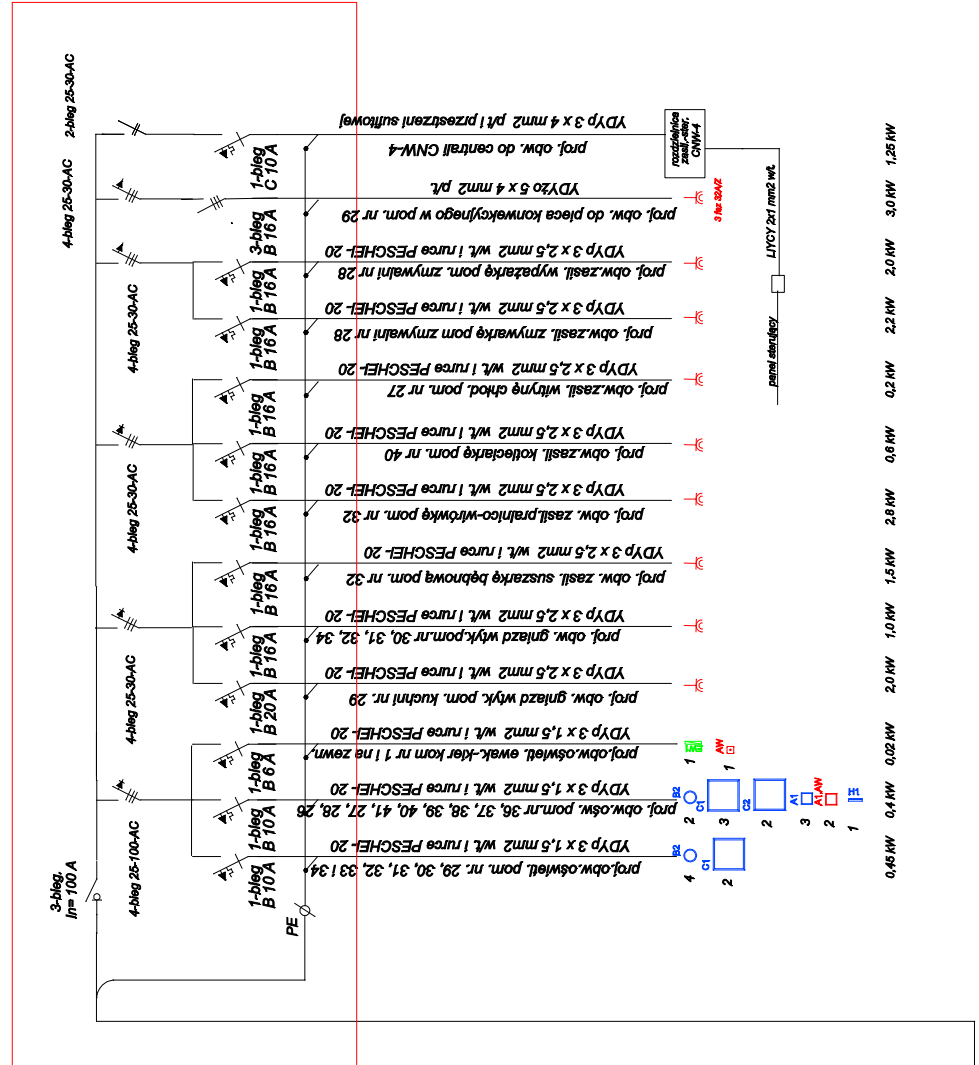 2-bieg 25-30-AC
YDYp 3 x 4 mm2 p/t i przestrzeni sufitowej
proj. obw. do centrali CNW-4
1-bieg
C 10 A
rozdzielnica
zasil.-ster.
CNW-4
1,25 kW
4-bieg 25-30-AC
YDYżo 5 x 4 mm2 p/t.
proj. obw. do pieca konwekcyjnego w pom. nr 29
3-bieg
B 16 A
3 faz 32A/Z
LIYCY 2x1 mm2 w/t.
panel sterujący
3,0 kW
YDYp 3 x 2,5 mm2 w/t i rurce PESCHEl- 20
proj. obw.zasil. wyparzarkę pom. zmywalni nr 28
1-bieg
B 16 A
2,0 kW
4-bieg 25-30-AC
YDYp 3 x 2,5 mm2 w/t i rurce PESCHEl- 20
proj. obw.zasil. zmywarkę pom zmywalni nr 28
1-bieg
B 16 A
2,2 kW
YDYp 3 x 2,5 mm2 w/t i rurce PESCHEl- 20
proj. obw.zasil. witrynę chłod. pom. nr 27
1-bieg
B 16 A
0,2 kW
YDYp 3 x 2,5 mm2 w/t i rurce PESCHEl- 20
proj. obw.zasil. kotleciarkę pom. nr 40
1-bieg
B 16 A
0,6 kW
4-bieg 25-30-AC
YDYp 3 x 2,5 mm2 w/t i rurce PESCHEl- 20
proj. obw. zasil.pralnico-wirówkę pom. nr 32
1-bieg
B 16 A
2,8 kW
YDYp 3 x 2,5 mm2 w/t i rurce PESCHEl- 20
proj. obw. zasil. suszarkę bębnową pom. nr 32
1-bieg
B 16 A
1,5 kW
YDYp 3 x 2,5 mm2 w/t i rurce PESCHEl- 20
proj. obw. gniazd wtyk.pom.nr 30, 31, 32, 34
1-bieg
B 16 A
1,0 kW
4-bieg 25-30-AC
YDYp 3 x 2,5 mm2 w/t i rurce PESCHEl- 20
proj. obw. gniazd wtyk. pom. kuchni nr. 29
1-bieg
B 20 A
2,0 kW
YDYp 3 x 1,5 mm2 w/t i rurce PESCHEl- 20
proj.obw.oświetl. ewak.-kier kom nr 1 i na zewn.
1-bieg
B 6 A
1
AW
1
0,02 kW
YDYp 3 x 1,5 mm2 w/t i rurce PESCHEl- 20
proj. obw.ośw. pom.nr 36, 37, 38, 39, 40, 41, 27, 28, 26
1-bieg
B 10 A
B2
2
C1
3
C2
2
A1
3
A1.AW
2
1
0,4 kW
4-bieg 25-100-AC
YDYp 3 x 1,5 mm2 w/t i rurce PESCHEl- 20
proj.obw.oświetl. pom. nr. 29, 30, 31, 32, 33 i 34
1-bieg
B 10 A
B2
4
C1
2
0,45 kW
3-bieg,
In= 100 A
PE